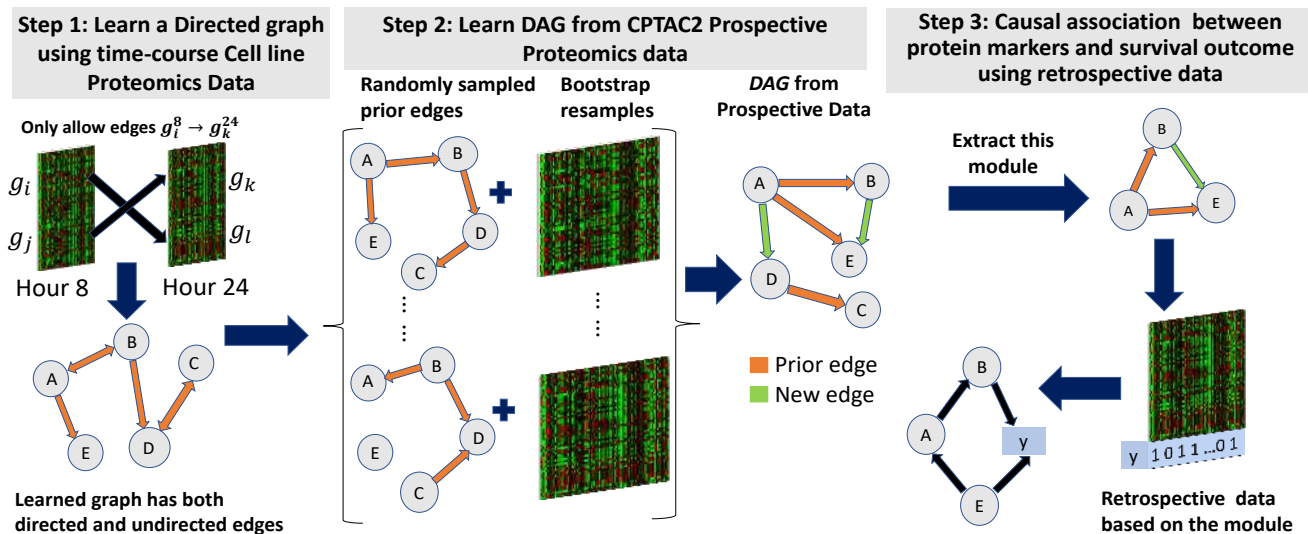 Step 1: Learn a Directed graph
using time-course Cell line
Proteomics Data
Only allow edges $g_i^8 \rightarrow g_k^{24}$
$g_i$
$g_j$
$g_k$
$g_l$
Hour 8
Hour 24
A
B
C
E
D
Learned graph has both
directed and undirected edges
Step 2: Learn DAG from CPTAC2 Prospective
Proteomics data
Randomly sampled
prior edges
Bootstrap
resamples
DAG from
Prospective Data
A
B
E
D
C
A
B
D
E
C
A
B
E
D
C
Prior edge
New edge
Step 3: Causal association between
protein markers and survival outcome
using retrospective data
Extract this
module
B
A
E
B
A
y
E
y 1 0 1 1 ...0 1
Retrospective data
based on the module